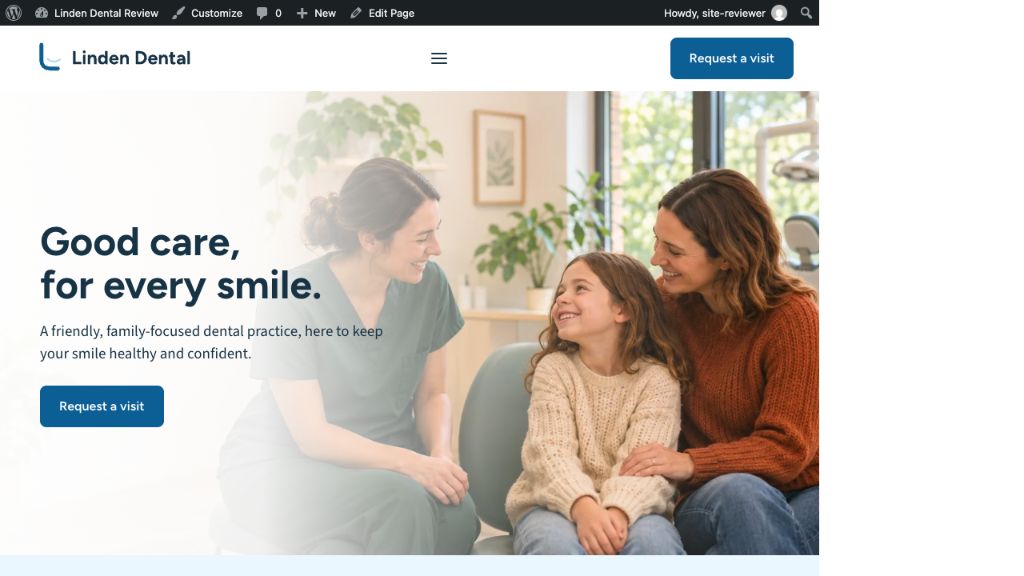 Linden Dental Review
Customize
0
New
Edit Page
Howdy, site-reviewer
Linden Dental
Request a visit
Good care,
for every smile.
A friendly, family-focused dental practice, here to keep
your smile healthy and confident.
Request a visit